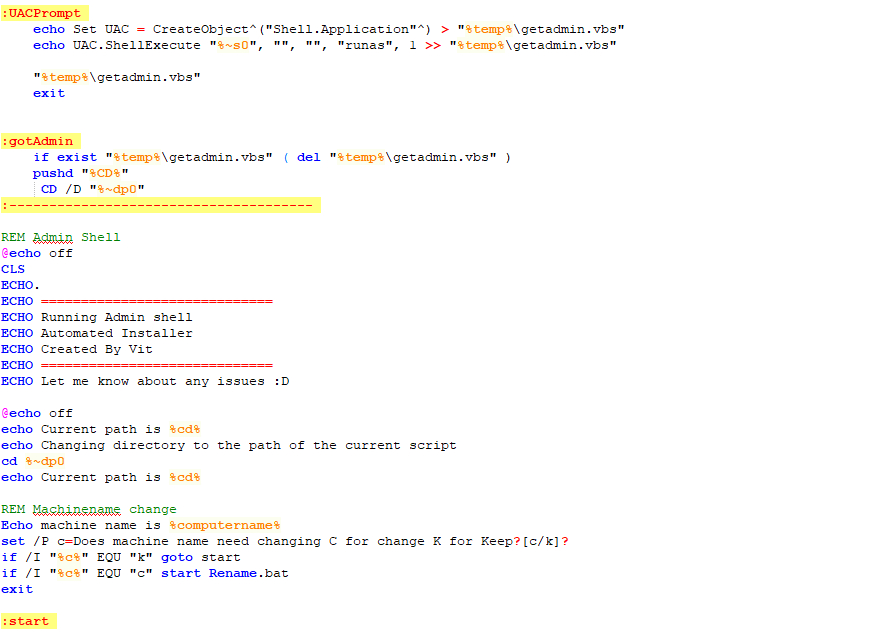 :UACPrompt
echo Set UAC = CreateObject^("Shell.Application"^) > "%temp%\getadmin.vbs"
echo UAC.ShellExecute "%~s0", "", "", "runas", 1 >> "%temp%\getadmin.vbs"
"%temp%\getadmin.vbs"
exit
:gotAdmin
if exist "%temp%\getadmin.vbs" ( del "%temp%\getadmin.vbs" )
pushd "%CD%"
CD /D "%~dp0"
:--------------------------------------
REM Admin Shell
@echo off
CLS
ECHO.
ECHO =============================
ECHO Running Admin shell
ECHO Automated Installer
ECHO Created By Vit
ECHO =============================
ECHO Let me know about any issues :D
@echo off
echo Current path is %cd%
echo Changing directory to the path of the current script
cd %~dp0
echo Current path is %cd%
REM Machinename change
Echo machine name is %computername%
set /P c=Does machine name need changing C for change K for Keep?[c/k]?
if /I "%c%" EQU "k" goto start
if /I "%c%" EQU "c" start Rename.bat
exit
:start